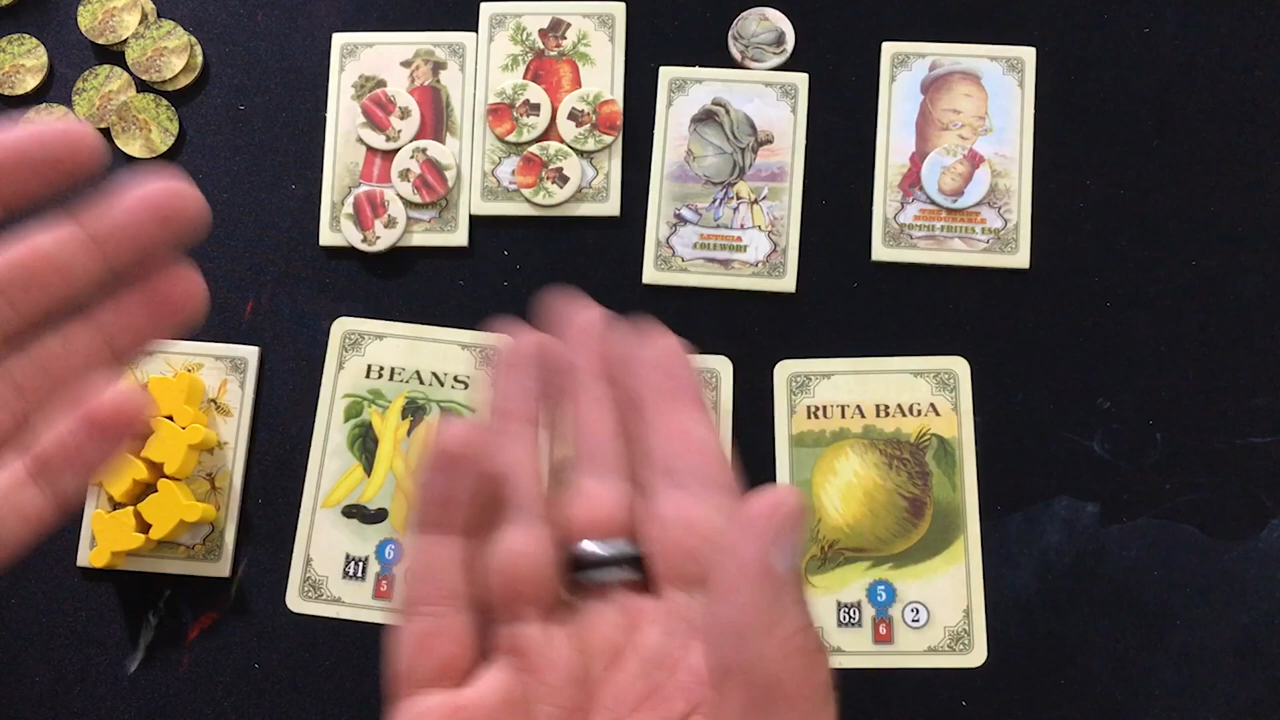 LETICIA
COLEWORT
THE RIGHT
HONOURABLE
POMME-FRITES, ESQ
BEANS
41
6
5
RUTA BAGA
69
5
6
2